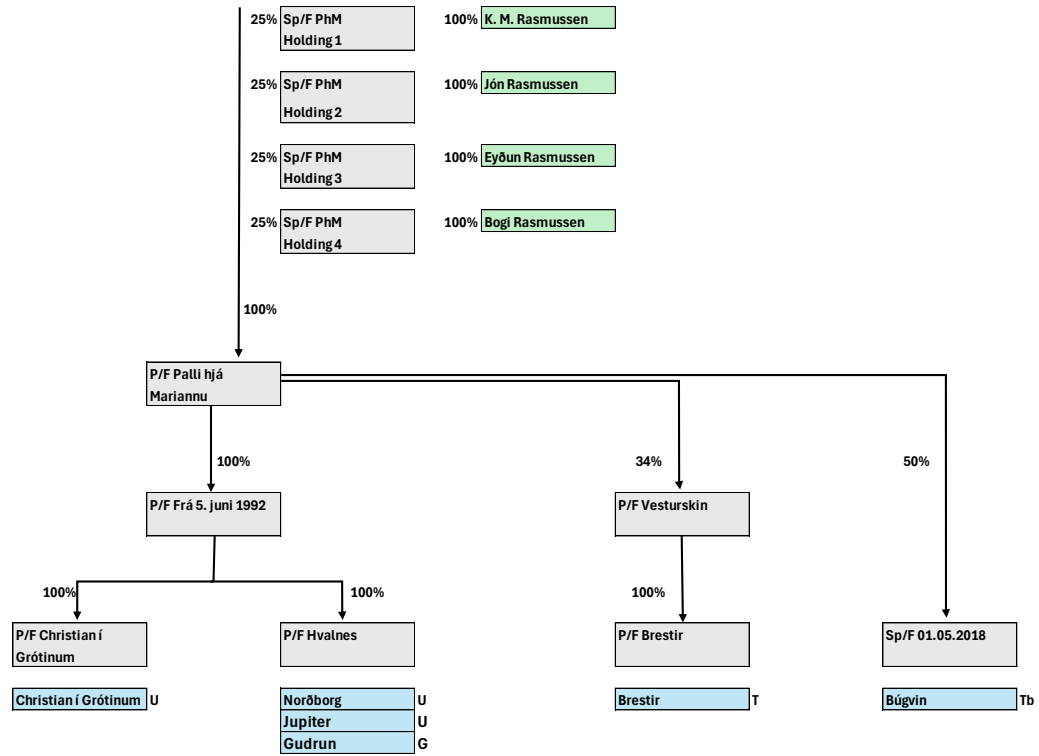 25% Sp/F PhM 100% K. M. Rasmussen
Holding 1
25% Sp/F PhM 100% Jón Rasmussen
Holding 2
25% Sp/F PhM 100% Eyðun Rasmussen
Holding 3
25% Sp/F PhM 100% Bogi Rasmussen
Holding 4
100%
P/F Palli hjá
Mariannu
100% 34% 50%
P/F Frá 5. juni 1992 P/F Vesturskin
100% 100% 100%
P/F Christian í P/F Hvalnes P/F Brestir Sp/F 01.05.2018
Grótinum
Christian í Grótinum U Norðborg U Brestir T Búgvin Tb
Jupiter U
Gudrun G